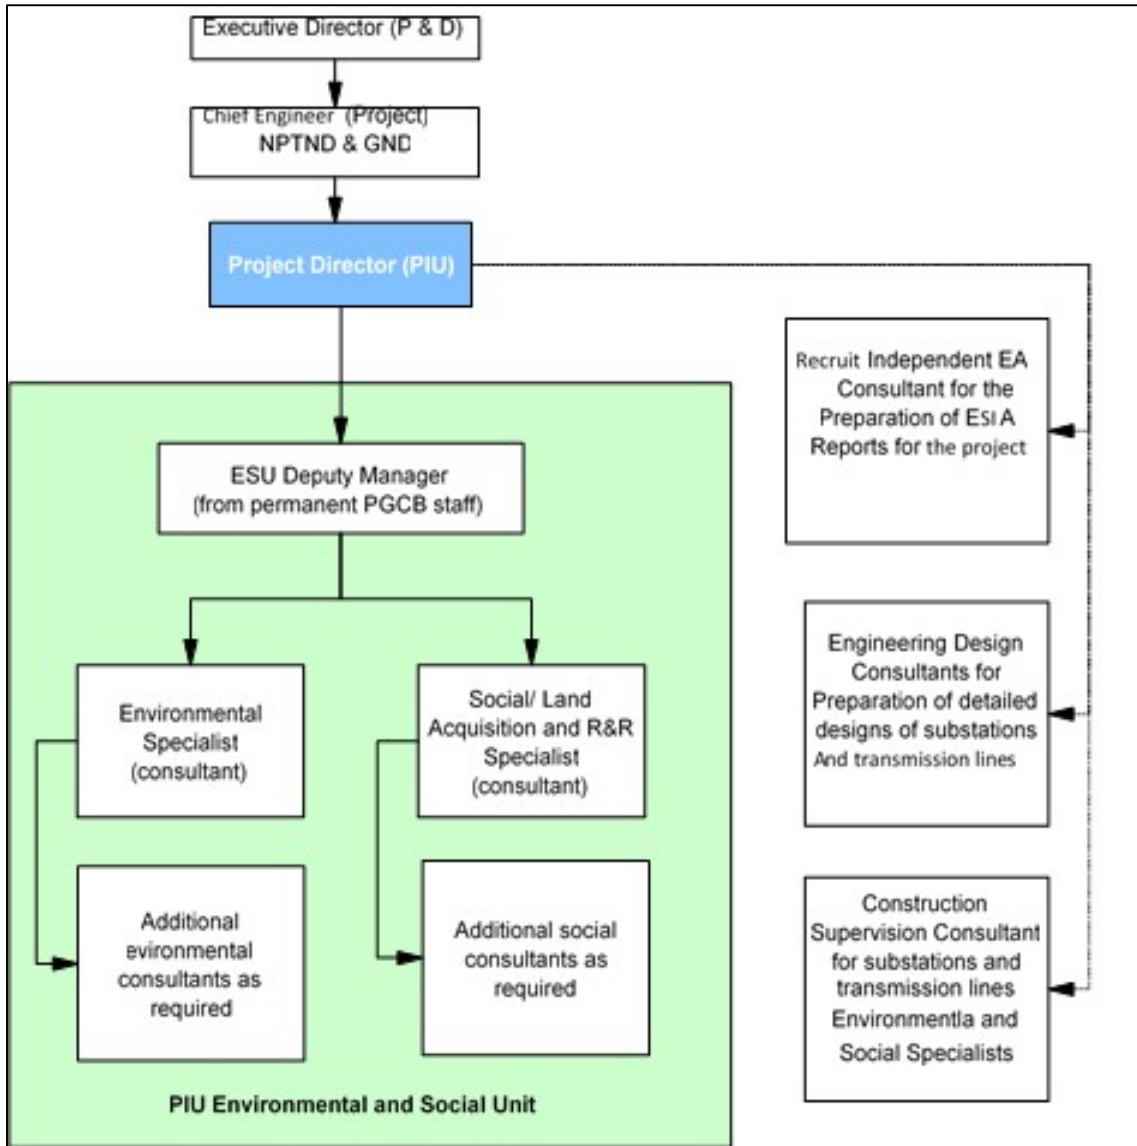 Executive Director (P & D)
Chief Engineer (Project)
NPTND & GND
Project Director (PIU)
Recruit Independent EA
Consultant for the
Preparation of ESIA
Reports for the project
ESU Deputy Manager
(from permanent PGCB staff)
Engineering Design
Consultants for
Preparation of detailed
designs of substations
And transmission lines
Environmental
Specialist
(consultant)
Social/ Land
Acquisition and R&R
Specialist
(consultant)
Additional
evironmental
consultants as
required
Additional social
consultants as
required
Construction
Supervision Consultant
for substations and
transmission lines
Environmentla and
Social Specialists
PIU Environmental and Social Unit